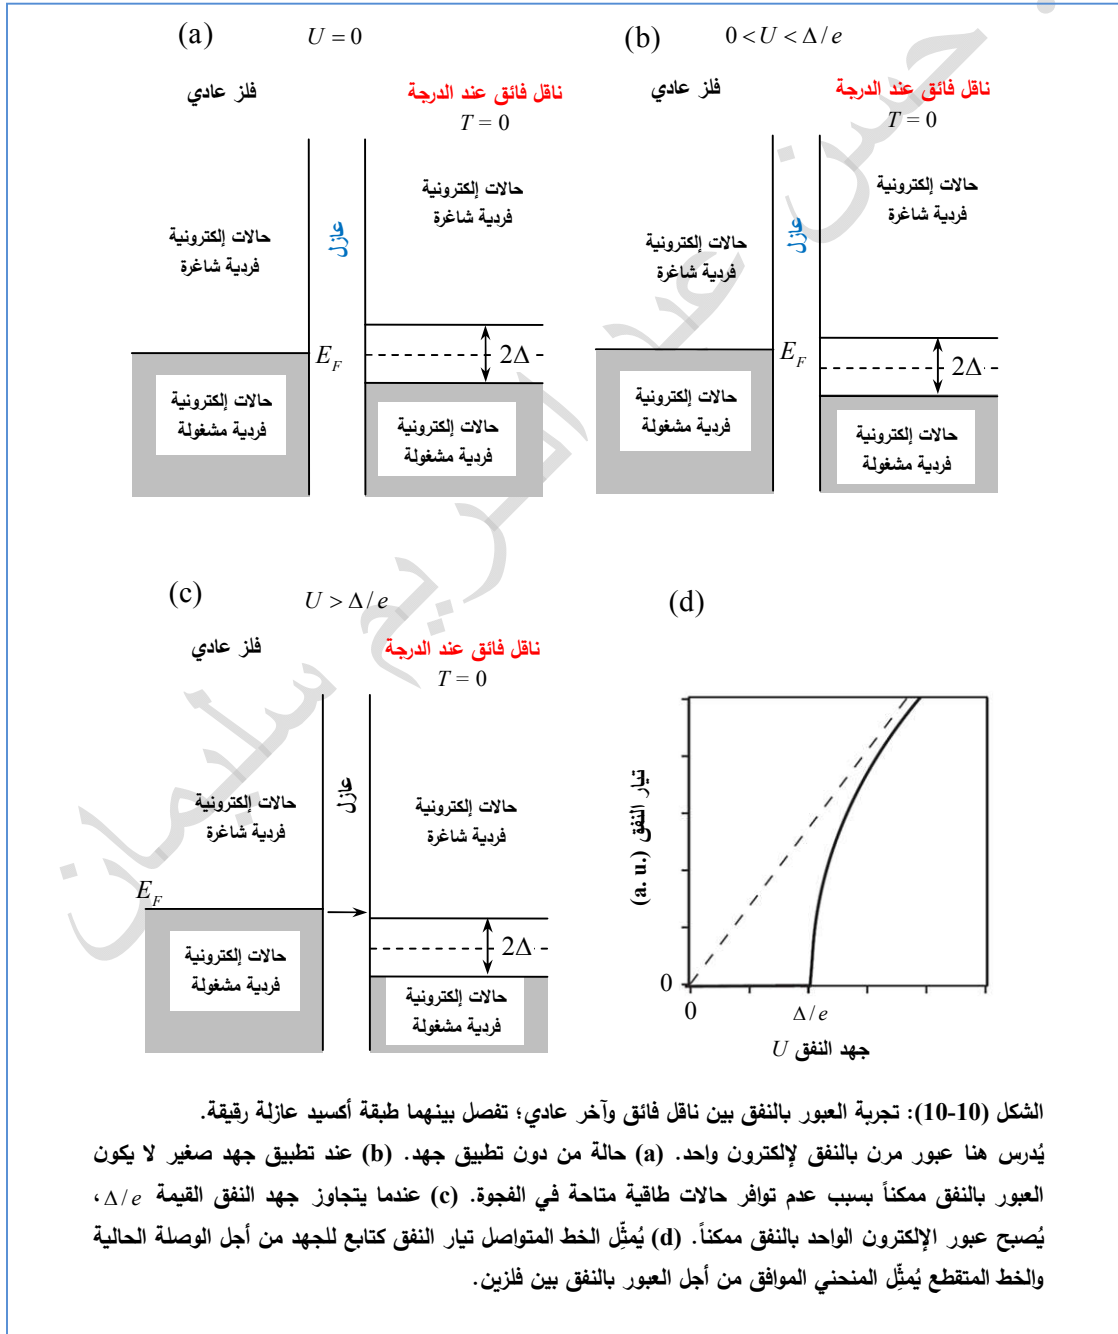 (a) U = 0
فلز عادي
ناقل فائق عند الدرجة
T = 0
حالات إلكترونية
فردية شاغرة
عازل
حالات إلكترونية
فردية شاغرة
E_F
2Δ
حالات إلكترونية
فردية مشغولة
حالات إلكترونية
فردية مشغولة
(b) 0 < U < Δ/e
فلز عادي
ناقل فائق عند الدرجة
T = 0
حالات إلكترونية
فردية شاغرة
عازل
حالات إلكترونية
فردية شاغرة
E_F
2Δ
حالات إلكترونية
فردية مشغولة
حالات إلكترونية
فردية مشغولة
(c) U > Δ/e
فلز عادي
ناقل فائق عند الدرجة
T = 0
حالات إلكترونية
فردية شاغرة
عازل
حالات إلكترونية
فردية شاغرة
E_F
2Δ
حالات إلكترونية
فردية مشغولة
حالات إلكترونية
فردية مشغولة
(d)
تيار النفق (a. u.)
0
0
Δ/e
جهد النفق U
الشكل (10-10): تجربة العبور بالنفق بين ناقل فائق وآخر عادي؛ تفصل بينهما طبقة أكسيد عازلة رقيقة.
يُدرس هنا عبور مرن بالنفق لإلكترون واحد. (a) حالة من دون تطبيق جهد. (b) عند تطبيق جهد صغير لا يكون
العبور بالنفق ممكناً بسبب عدم توافر حالات طاقية متاحة في الفجوة. (c) عندما يتجاوز جهد النفق القيمة Δ/e،
يُصبح عبور الإلكترون الواحد بالنفق ممكناً. (d) يُمثِّل الخط المتواصل تيار النفق كتابع للجهد من أجل الوصلة الحالية
والخط المتقطع يُمثِّل المنحني الموافق من أجل العبور بالنفق بين فلزين.
حسن
سليمان